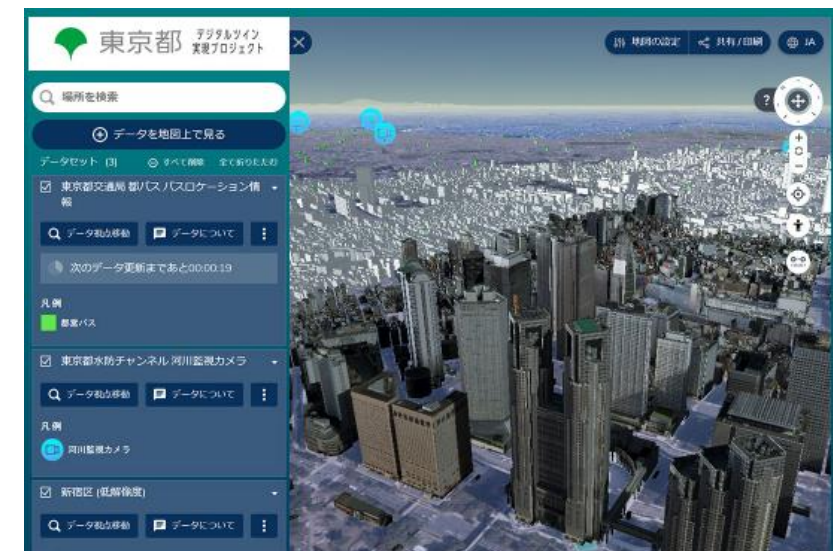 東京都 デジタルツイン
実現プロジェクト
地図の設定 共有/印刷 JA
場所を検索
?
データを地図上で見る
データセット (3) すべて削除 全て折りたたむ
東京都交通局 都バス バスロケーション情
報
データ視点移動 データについて
次のデータ更新まであと00:00:19
凡例
都営バス
東京都水防チャンネル 河川監視カメラ
データ視点移動 データについて
凡例
河川監視カメラ
新宿区 (低解像度)
データ視点移動 データについて